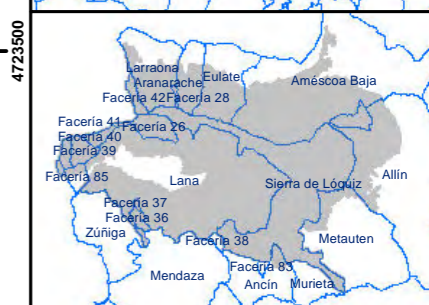 4723500
Larraona
Aranarache
Eulate
Améscoa Baja
Facería 42
Facería 28
Facería 41
Facería 26
Facería 40
Facería 39
Facería 85
Lana
Sierra de Lóquiz
Allín
Facería 37
Facería 36
Zúñiga
Facería 38
Metauten
Mendaza
Facería 83
Ancín
Murieta